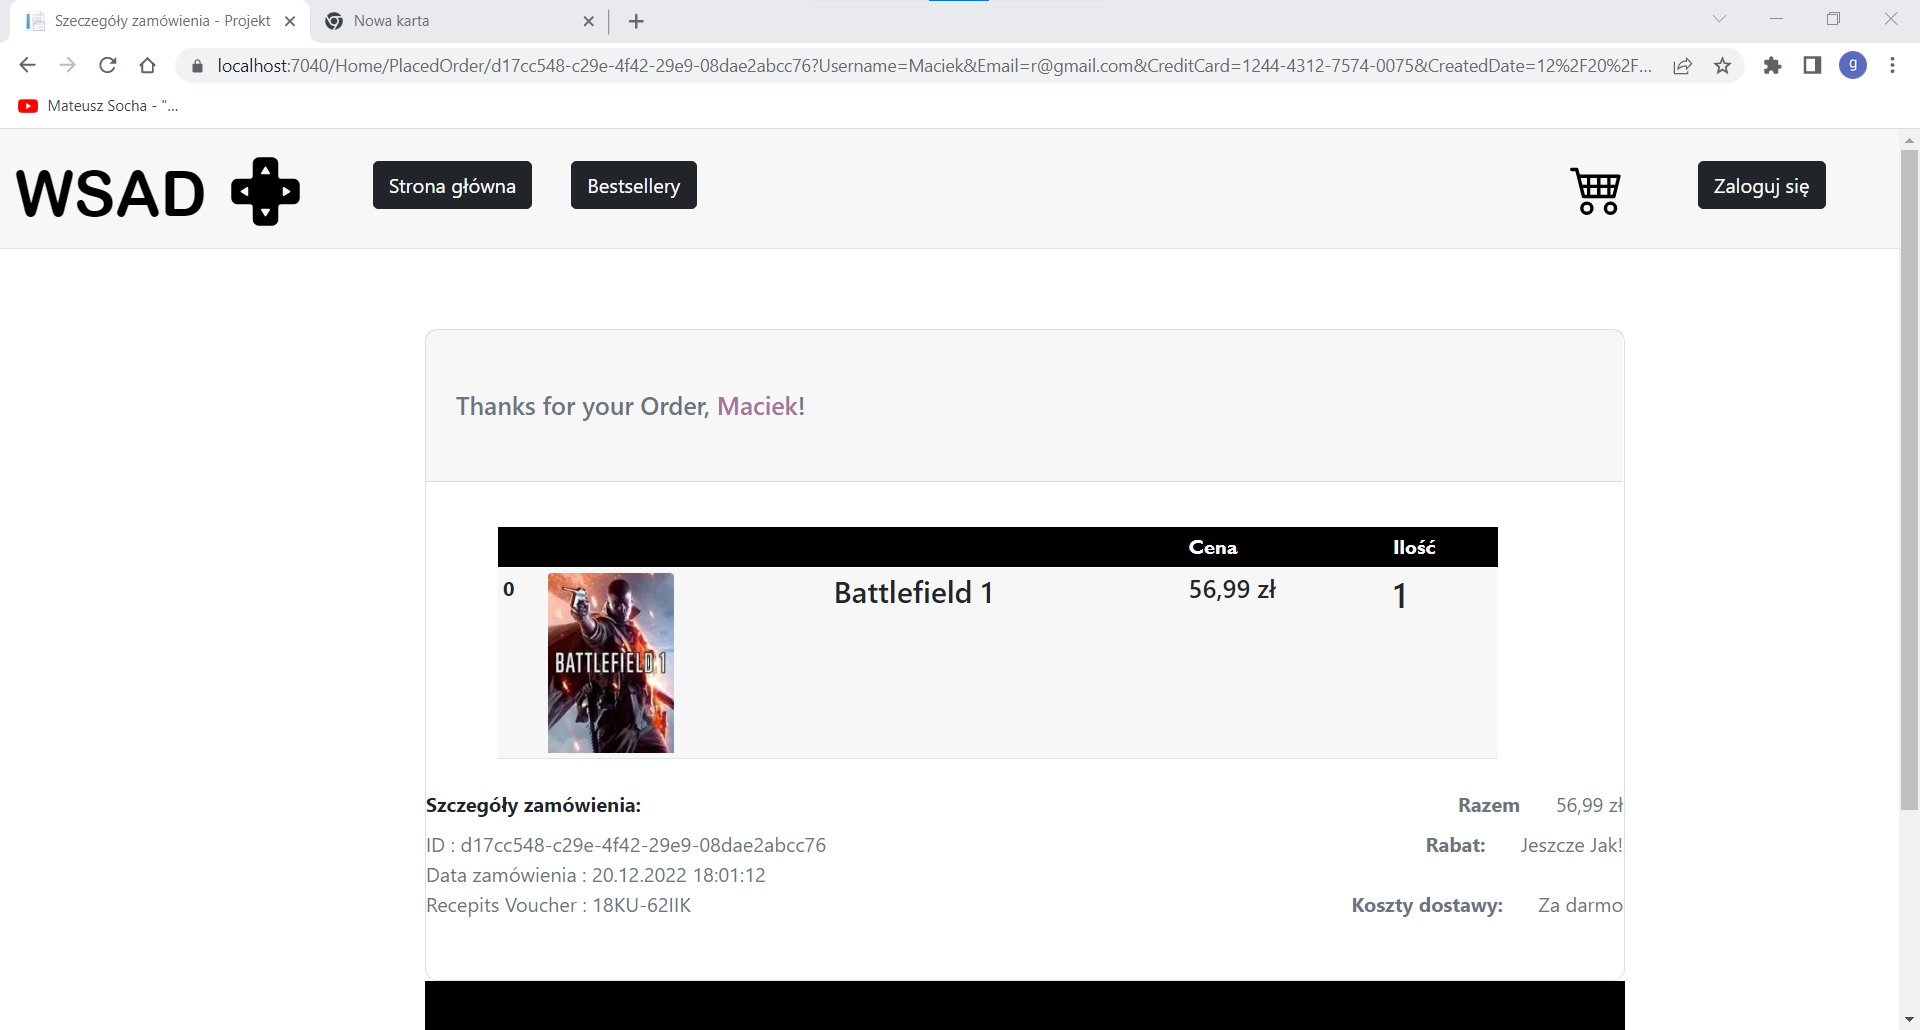 Szeczegóły zamówienia - Projekt
Nowa karta
localhost:7040/Home/PlacedOrder/d17cc548-c29e-4f42-29e9-08dae2abcc76?Username=Maciek&Email=r@gmail.com&CreditCard=1244-4312-7574-0075&CreatedDate=12%2F20%2F...
g
Mateusz Socha - "...
WSAD
Strona główna
Bestsellery
Zaloguj się
Thanks for your Order, Maciek!
Cena Ilość
0 Battlefield 1 56,99 zł 1
BATTLEFIELD 1
Szczegóły zamówienia: Razem 56,99 zł
ID : d17cc548-c29e-4f42-29e9-08dae2abcc76 Rabat: Jeszcze Jak!
Data zamówienia : 20.12.2022 18:01:12
Recepits Voucher : 18KU-62IIK Koszty dostawy: Za darmo